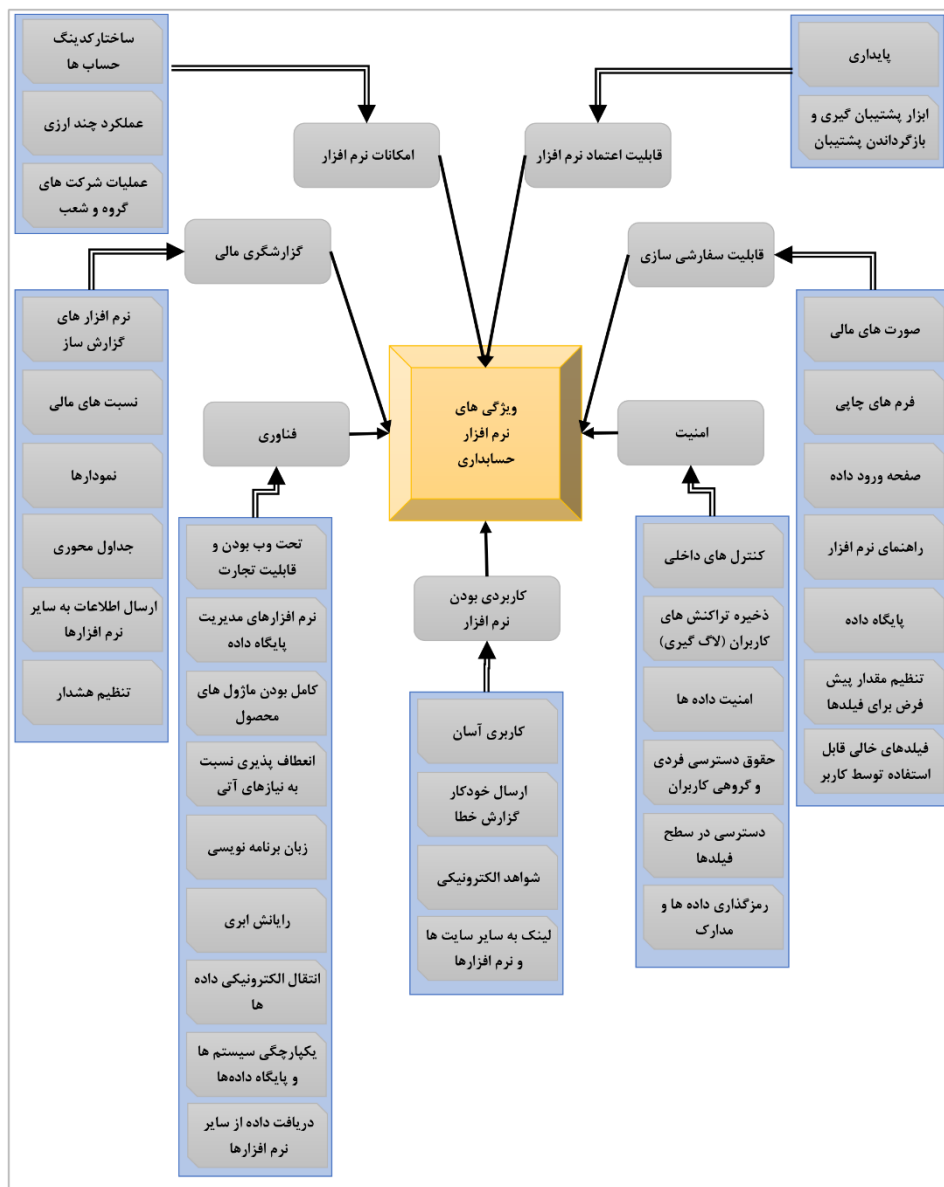 پایداری
ابزار پشتیبان گیری و
بازگرداندن پشتیبان
قابلیت اعتماد نرم افزار
ساختارکدینگ
حساب ها
عملکرد چند ارزی
عملیات شرکت های
گروه و شعب
امکانات نرم افزار
قابلیت سفارشی سازی
صورت های مالی
فرم های چاپی
صفحه ورود داده
راهنمای نرم افزار
پایگاه داده
تنظیم مقدار پیش
فرض برای فیلدها
فیلدهای خالی قابل
استفاده توسط کاربر
گزارشگری مالی
نرم افزار های
گزارش ساز
نسبت های مالی
نمودارها
جداول محوری
ارسال اطلاعات به سایر
نرم افزارها
تنظیم هشدار
ویژگی های
نرم افزار
حسابداری
امنیت
کنترل های داخلی
ذخیره تراکنش های
کاربران (لاگ گیری)
امنیت داده ها
حقوق دسترسی فردی
و گروهی کاربران
دسترسی در سطح
فیلدها
رمزگذاری داده ها و
مدارک
کاربردی بودن
نرم افزار
کاربری آسان
ارسال خودکار
گزارش خطا
شواهد الکترونیکی
لینک به سایر سایت ها
و نرم افزارها
فناوری
تحت وب بودن و
قابلیت تجارت
نرم افزارهای مدیریت
پایگاه داده
کامل بودن ماژول های
محصول
انعطاف پذیری نسبت
به نیازهای آتی
زبان برنامه نویسی
رایانش ابری
انتقال الکترونیکی داده
ها
یکپارچگی سیستم ها
و پایگاه داده‌ها
دریافت داده از سایر
نرم افزارها